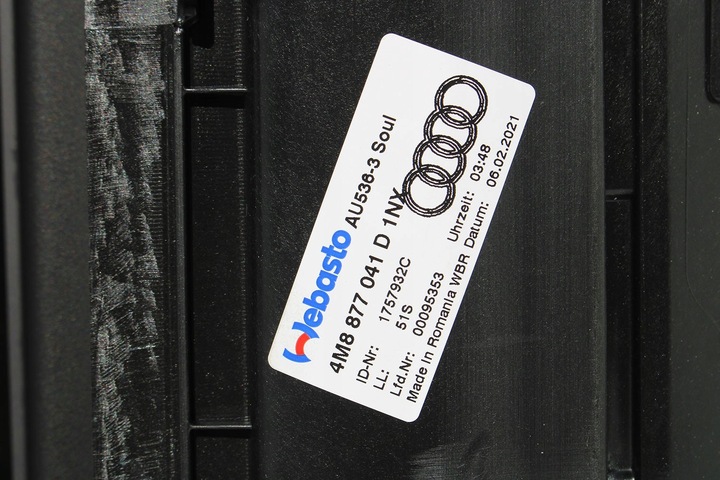 Webasto AU536-3 Soul
4M8 877 041 D 1NX
ID-Nr: 1757932C
LL: 51S
Lfd.Nr: 00095353
Uhrzeit: 03:48
Made In Romania WBR Datum: 06.02.2021